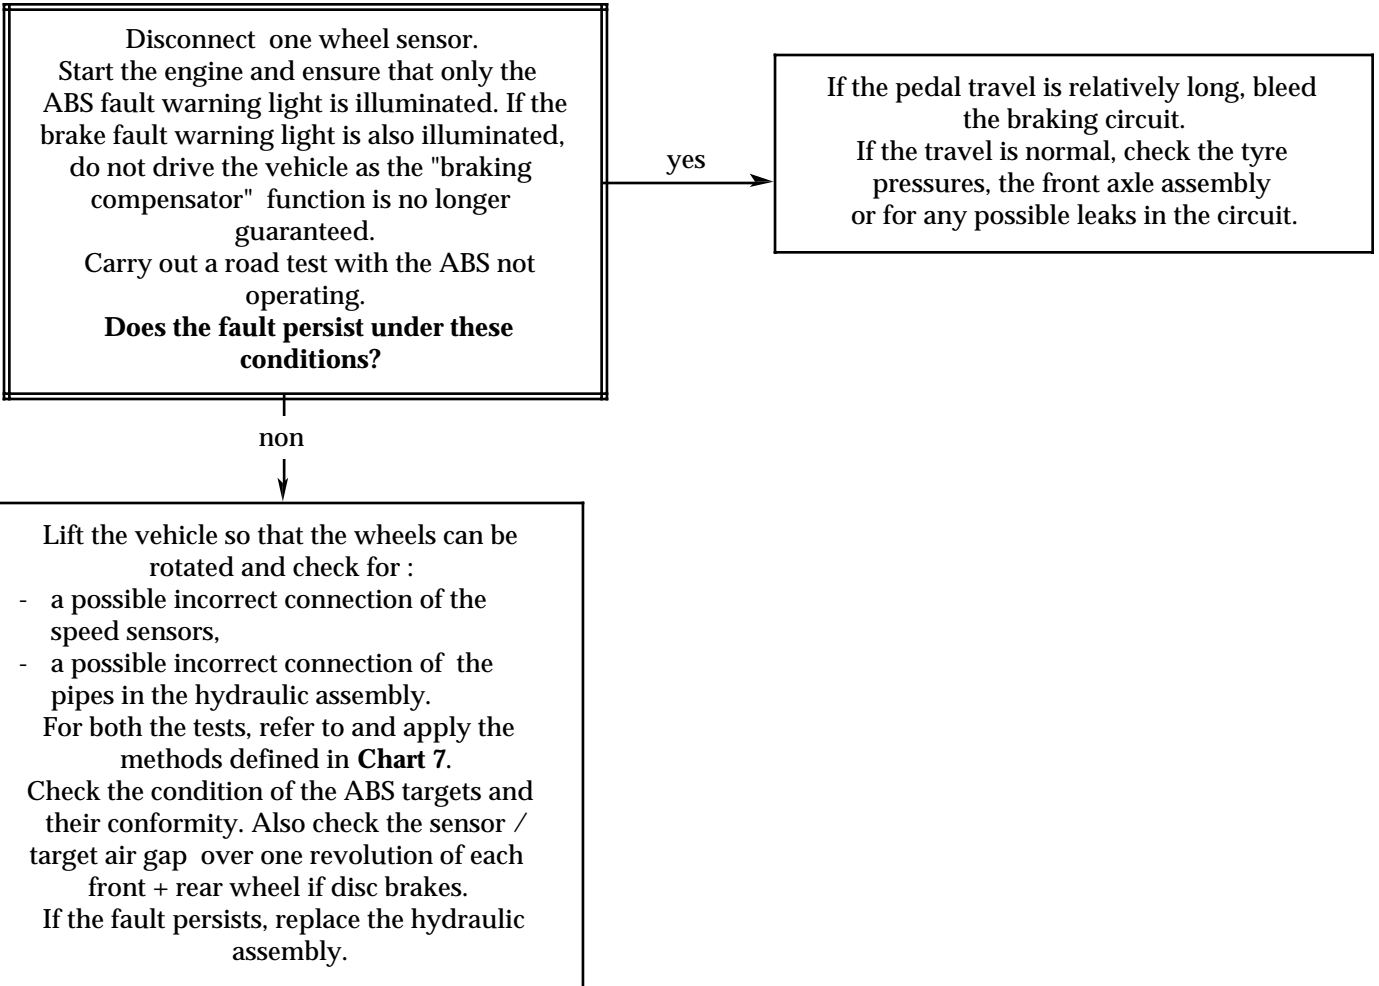 Disconnect one wheel sensor.
Start the engine and ensure that only the
ABS fault warning light is illuminated. If the
brake fault warning light is also illuminated,
do not drive the vehicle as the "braking
compensator" function is no longer
guaranteed.
Carry out a road test with the ABS not
operating.
Does the fault persist under these
conditions?
yes
If the pedal travel is relatively long, bleed
the braking circuit.
If the travel is normal, check the tyre
pressures, the front axle assembly
or for any possible leaks in the circuit.
non
Lift the vehicle so that the wheels can be
rotated and check for :
- a possible incorrect connection of the
speed sensors,
- a possible incorrect connection of the
pipes in the hydraulic assembly.
For both the tests, refer to and apply the
methods defined in Chart 7.
Check the condition of the ABS targets and
their conformity. Also check the sensor /
target air gap over one revolution of each
front + rear wheel if disc brakes.
If the fault persists, replace the hydraulic
assembly.